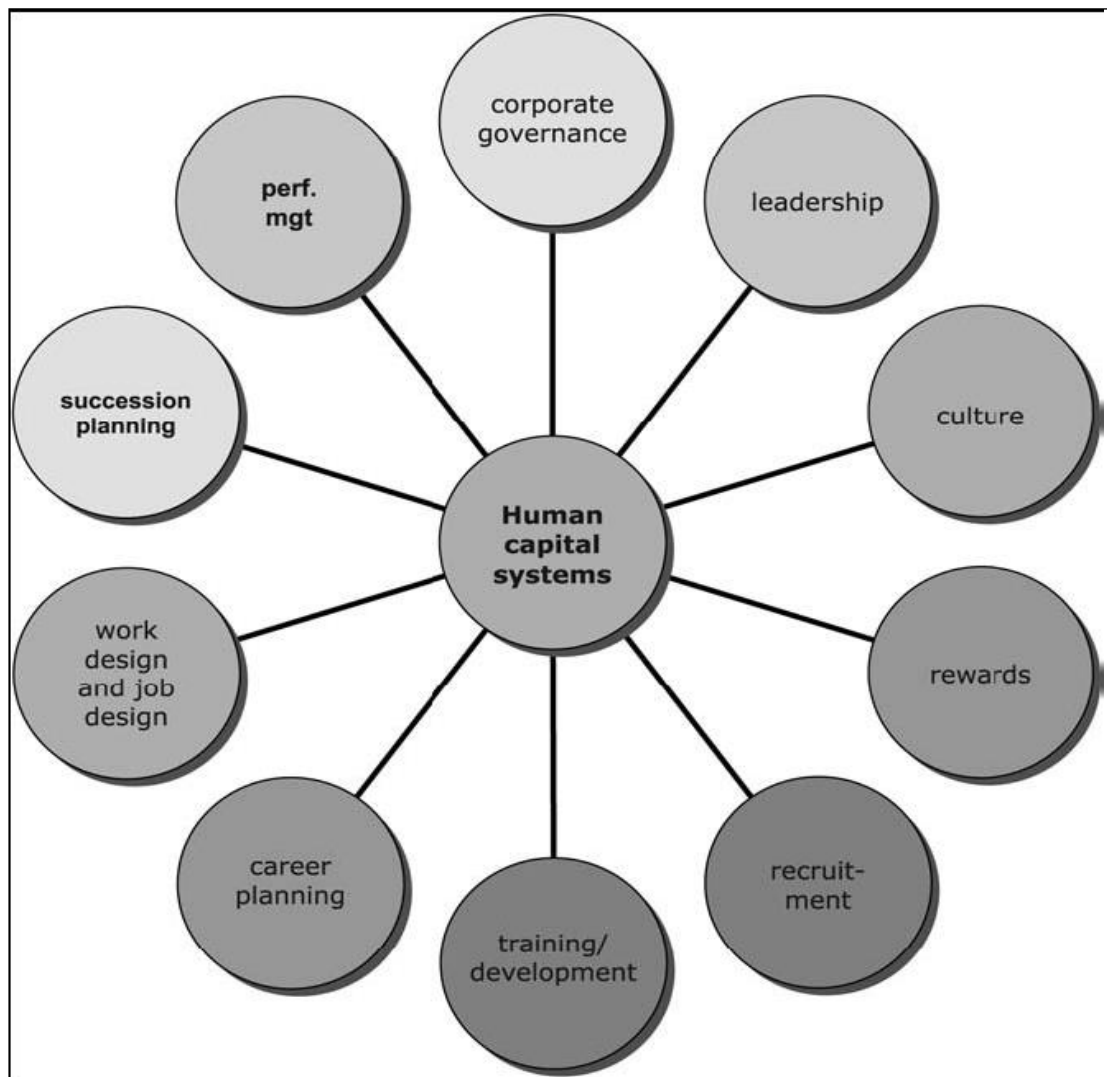 corporate
governance
leadership
culture
rewards
recruit-
ment
training/
development
career
planning
work
design
and job
design
succession
planning
perf.
mgt
Human
capital
systems